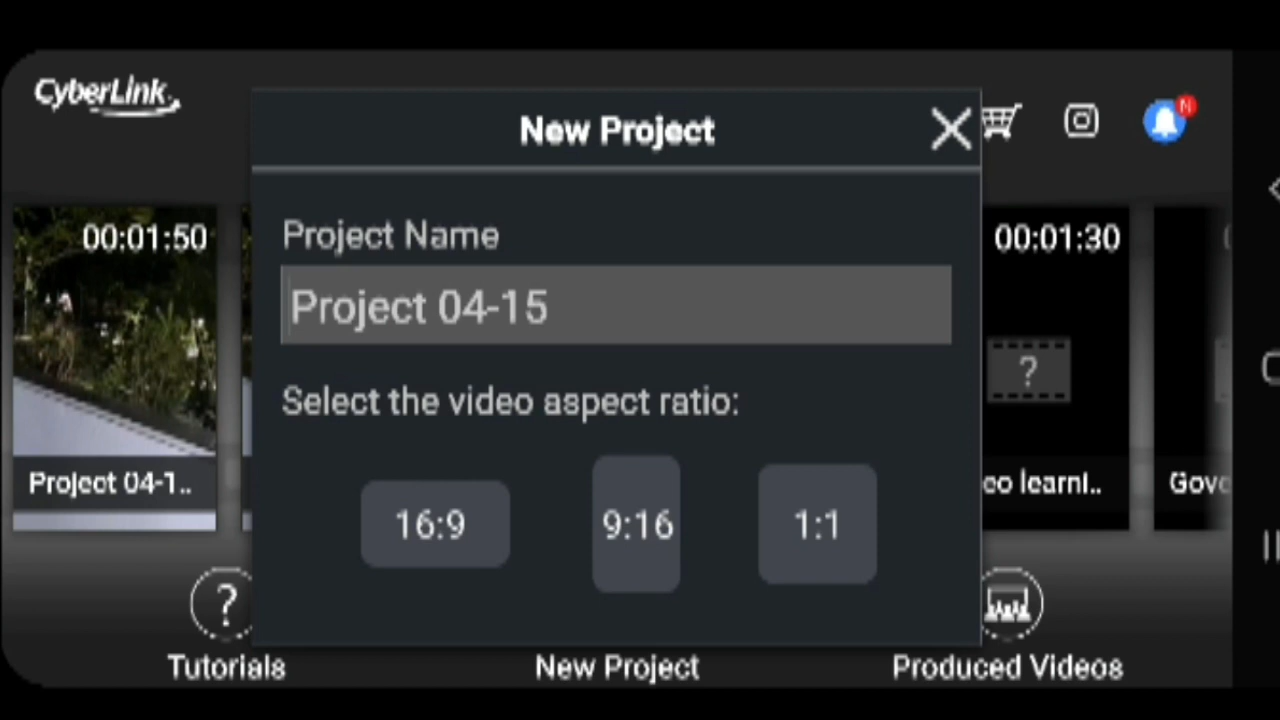 CyberLink
New Project
N
00:01:50
00:01:30
Project Name
Project 04-15
?
Select the video aspect ratio:
Project 04-1..
eo learni..
Gove
16:9
9:16
1:1
?
Tutorials
New Project
Produced Videos